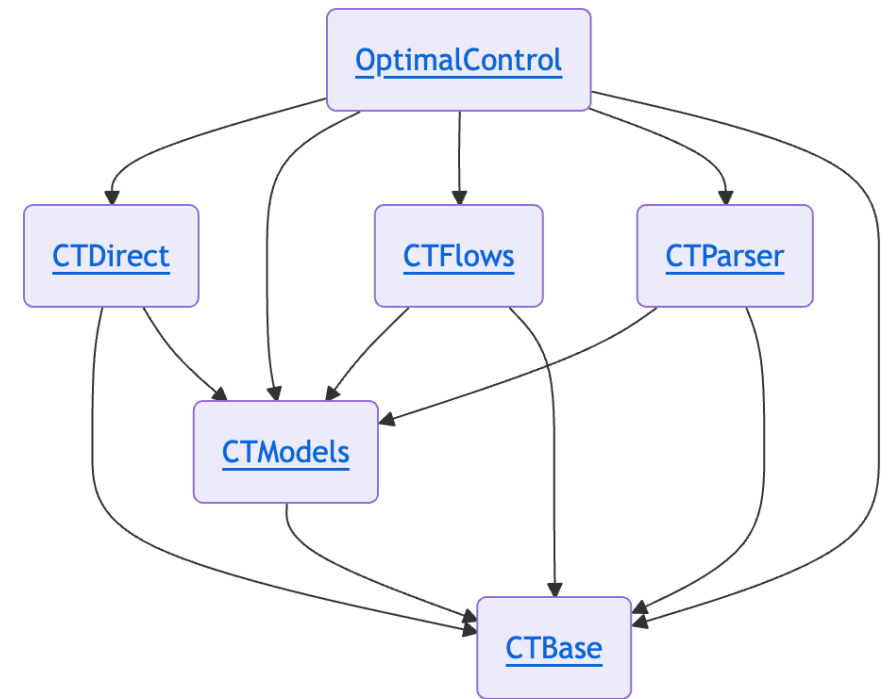 OptimalControl
CTDirect
CTFlows
CTParser
CTModels
CTBase